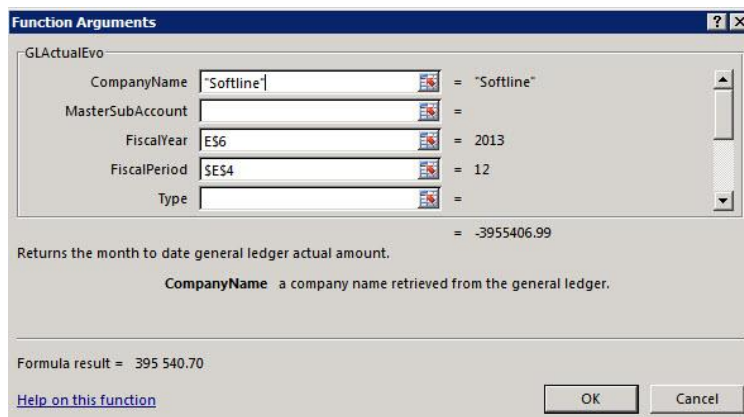 Function Arguments
GLActualEvo
CompanyName "Softline" = "Softline"
MasterSubAccount =
FiscalYear E$6 = 2013
FiscalPeriod $E$4 = 12
Type =
= -3955406.99
Returns the month to date general ledger actual amount.
CompanyName a company name retrieved from the general ledger.
Formula result = 395 540.70
Help on this function OK Cancel